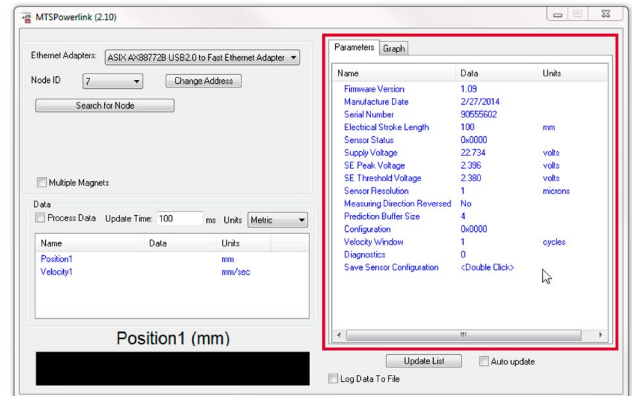 MTSPowerlink (2.10)
Ethernet Adapters: ASIX AX88772B USB2.0 to Fast Ethernet Adapter
Node ID 7 Change Address
Search for Node
Multiple Magnets
Data
Process Data Update Time: 100 ms Units Metric
Name Data Units
Position1 mm
Velocity1 mm/sec
Position1 (mm)
Parameters Graph
Name Data Units
Firmware Version 1.09
Manufacture Date 2/27/2014
Serial Number 90555602
Electrical Stroke Length 100 mm
Sensor Status 0x0000
Supply Voltage 22.734 volts
SE Peak Voltage 2.396 volts
SE Threshold Voltage 2.380 volts
Sensor Resolution 1 microns
Measuring Direction Reversed No
Prediction Buffer Size 4
Configuration 0x0000
Velocity Window 1 cycles
Diagnostics 0
Save Sensor Configuration <Double Click>
Update List Auto update
Log Data To File